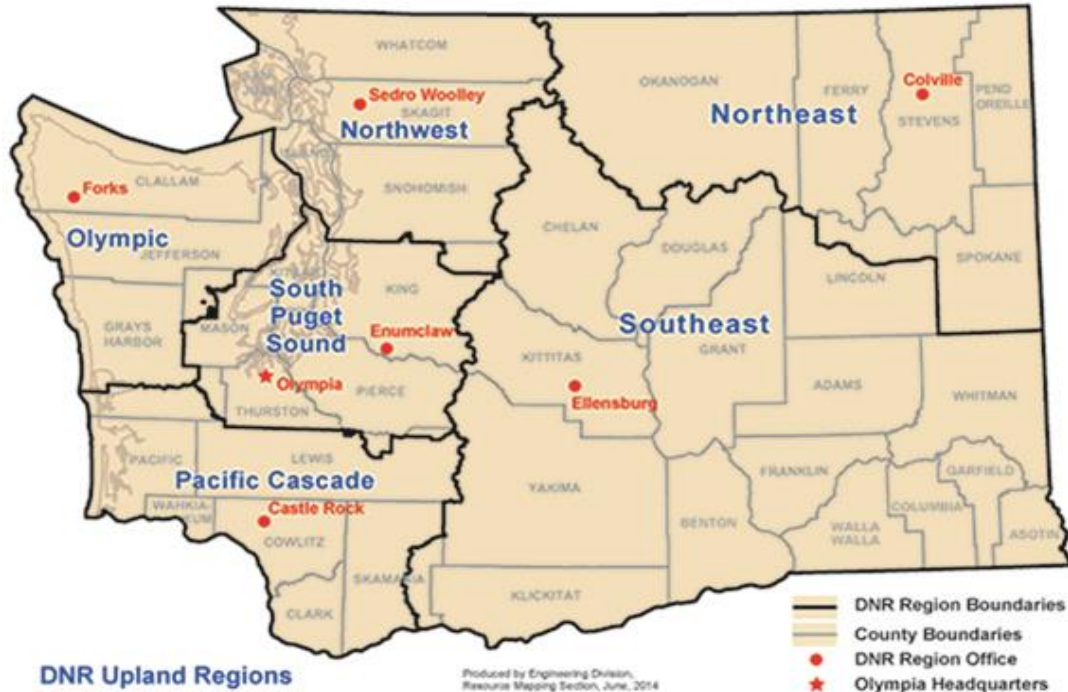 WHATCOM
Sedro Woolley
SKAGIT
Northwest
SNOHOMISH
OKANOGAN
FERRY
Colville
STEVENS
PEND
OREILLE
Northeast
Forks
CLALLAM
Olympic
JEFFERSON
GRAYS
HARBOR
MASON
South
Puget
Sound
KING
Enumclaw
Olympia
PIERCE
THURSTON
CHELAN
DOUGLAS
LINCOLN
SPOKANE
Southeast
KITTITAS
GRANT
Ellensburg
ADAMS
WHITMAN
PACIFIC
LEWIS
Pacific Cascade
WAHKIA-
KUM
Castle Rock
COWLITZ
SKAMANIA
CLARK
YAKIMA
KLICKITAT
BENTON
FRANKLIN
WALLA
WALLA
COLUMBIA
GARFIELD
ASOTIN
DNR Region Boundaries
County Boundaries
DNR Region Office
Olympia Headquarters
DNR Upland Regions
Produced by Engineering Division,
Resource Mapping Section, June, 2014